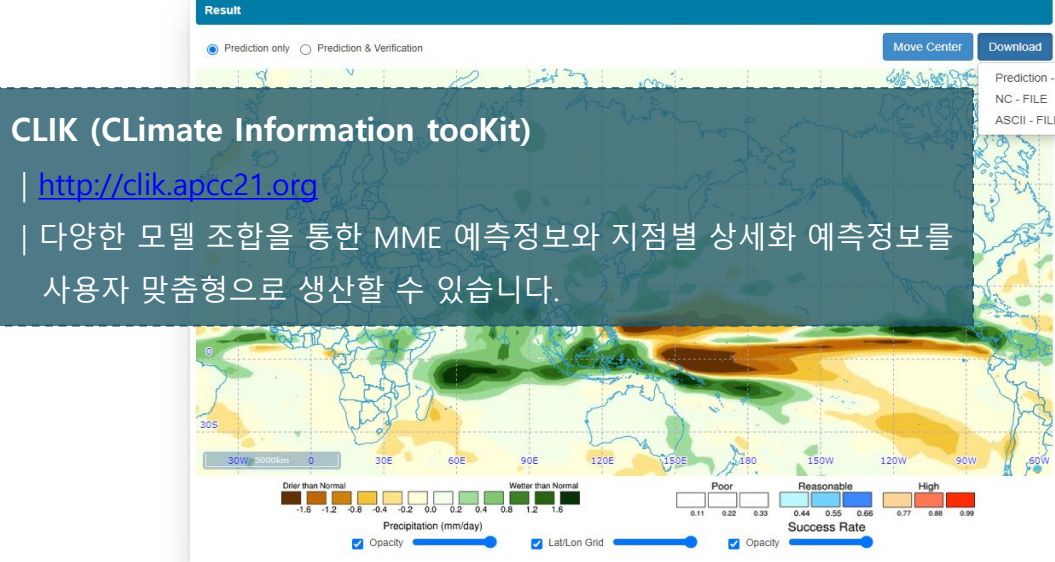 Result
Prediction only Prediction & Verification
Move Center Download
Prediction -
NC - FILE
ASCII - FILE
CLIK (CLimate Information tooKit)
| http://clik.apcc21.org
| 다양한 모델 조합을 통한 MME 예측정보와 지점별 상세화 예측정보를
사용자 맞춤형으로 생산할 수 있습니다.
0
30S
30W 5000km 0 30E 60E 90E 120E 150E 180 150W 120W 90W 60W
Drier than Normal Wetter than Normal
-1.6 -1.2 -0.8 -0.4 -0.2 0.0 0.2 0.4 0.8 1.2 1.6
Precipitation (mm/day)
Poor Reasonable High
0.11 0.22 0.33 0.44 0.55 0.66 0.77 0.88 0.99
Success Rate
Opacity Lat/Lon Grid Opacity